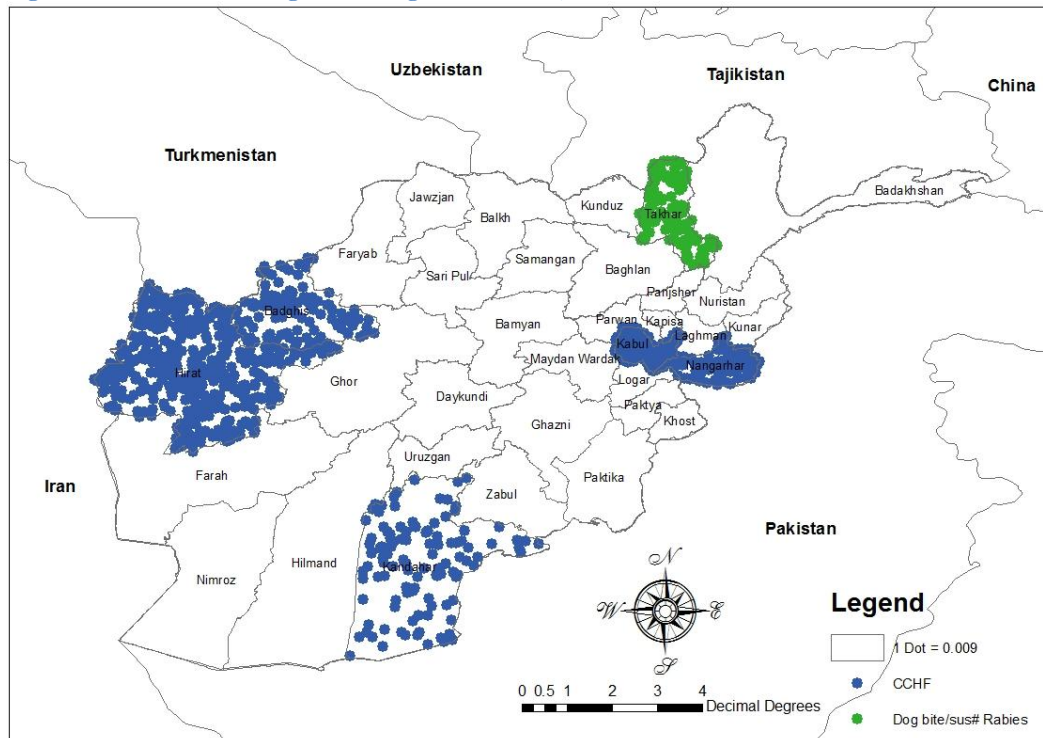 Uzbekistan
Tajikistan
China
Turkmenistan
Badakhshan
Jawzjan
Balkh
Kunduz
Takhar
Faryab
Samangan
Baghlan
Sari Pul
Panjsher
Nuristan
Badghis
Bamyan
Parwan
Kapisa
Kunar
Laghman
Kabul
Maydan Wardah
Nangarhar
Hirat
Ghor
Logar
Daykundi
Paktya
Ghazni
Khost
Uruzgan
Farah
Zabul
Paktika
Iran
Pakistan
Kandahar
Hilmand
Nimroz
N
W
E
S
Legend
1 Dot = 0.009
CCHF
Dog bite/sus# Rabies
0 0.5 1 2 3 4
Decimal Degrees